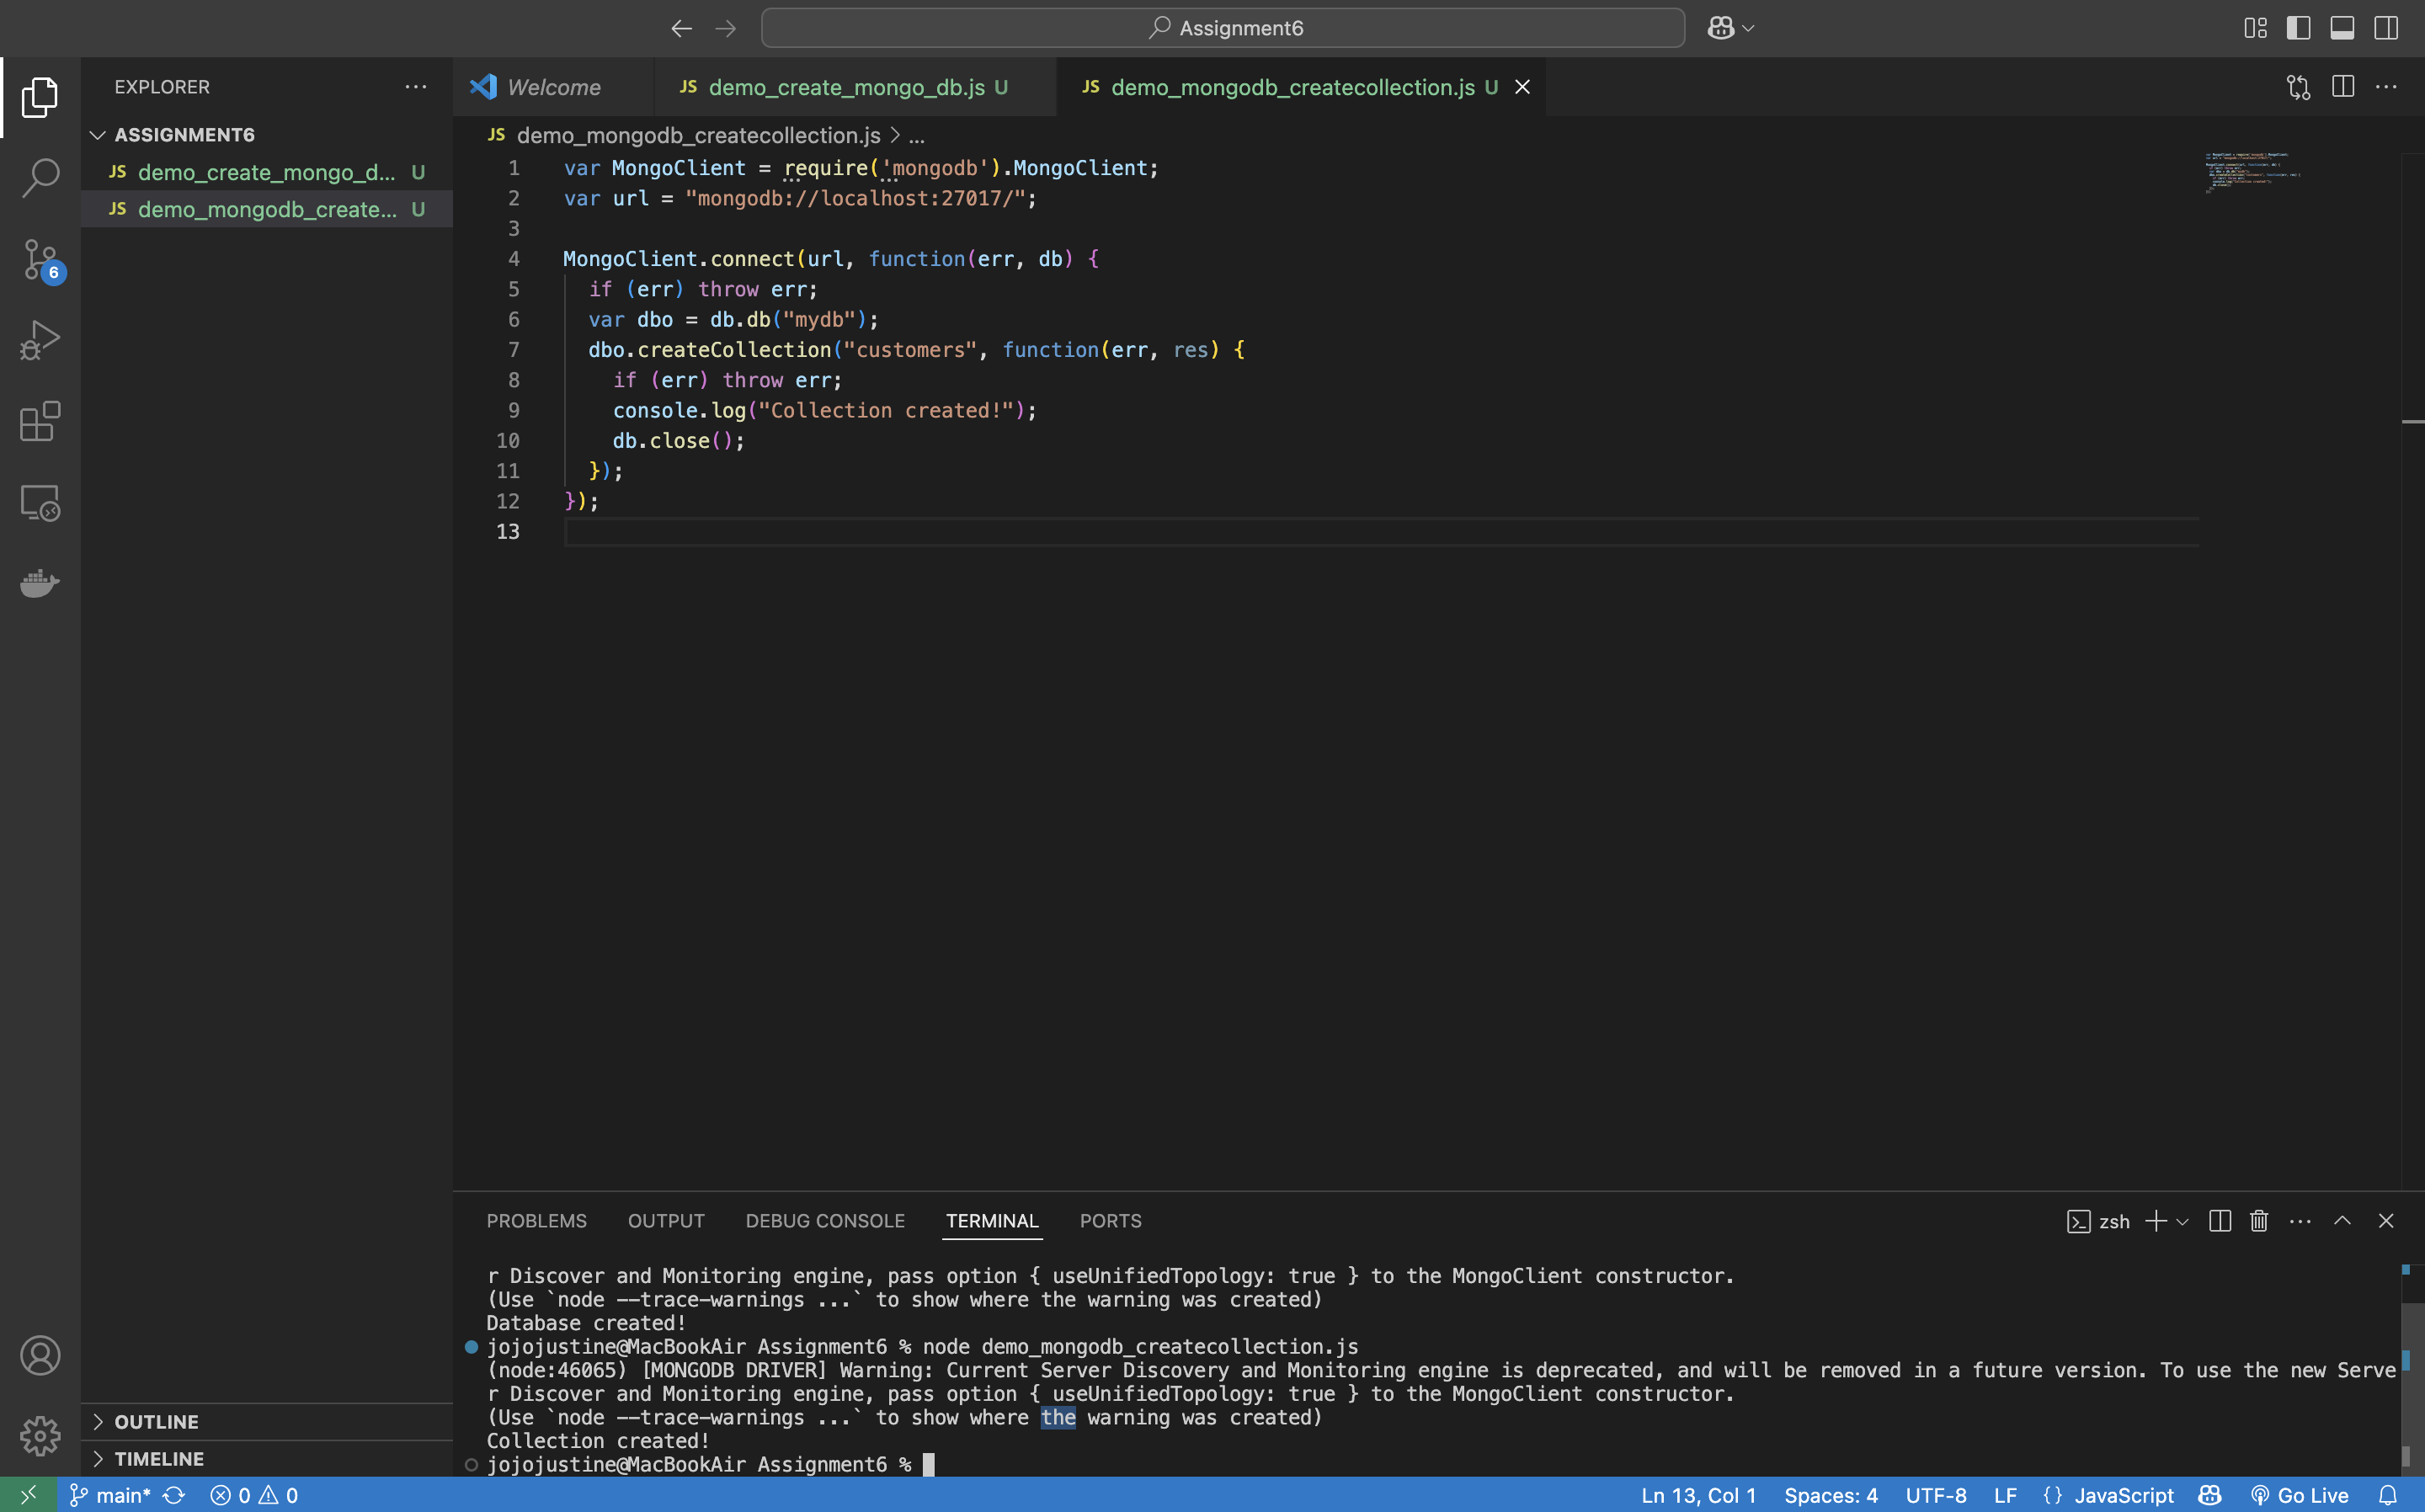 Assignment6
EXPLORER
Welcome
JS demo_create_mongo_db.js U
JS demo_mongodb_createcollection.js U
ASSIGNMENT6
JS demo_mongodb_createcollection.js > ...
JS demo_create_mongo_d... U
JS demo_mongodb_create... U
6
1 var MongoClient = require('mongodb').MongoClient;
2 var url = "mongodb://localhost:27017/";
3
4 MongoClient.connect(url, function(err, db) {
5 if (err) throw err;
6 var dbo = db.db("mydb");
7 dbo.createCollection("customers", function(err, res) {
8 if (err) throw err;
9 console.log("Collection created!");
10 db.close();
11 });
12 });
13
PROBLEMS OUTPUT DEBUG CONSOLE TERMINAL PORTS
zsh
r Discover and Monitoring engine, pass option { useUnifiedTopology: true } to the MongoClient constructor.
(Use `node --trace-warnings ...` to show where the warning was created)
Database created!
jojojustine@MacBookAir Assignment6 % node demo_mongodb_createcollection.js
(node:46065) [MONGODB DRIVER] Warning: Current Server Discovery and Monitoring engine is deprecated, and will be removed in a future version. To use the new Serve
r Discover and Monitoring engine, pass option { useUnifiedTopology: true } to the MongoClient constructor.
(Use `node --trace-warnings ...` to show where the warning was created)
Collection created!
jojojustine@MacBookAir Assignment6 %
OUTLINE
TIMELINE
main* 0 0
Ln 13, Col 1 Spaces: 4 UTF-8 LF {} JavaScript Go Live